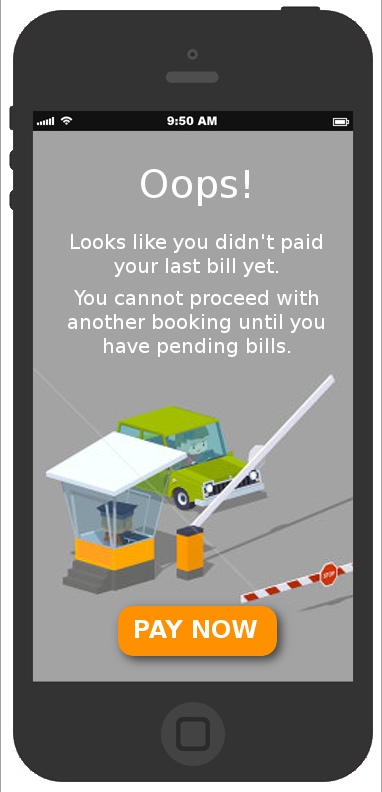 9:50 AM
Oops!
Looks like you didn't paid
your last bill yet.
You cannot proceed with
another booking until you
have pending bills.
STOP
PAY NOW